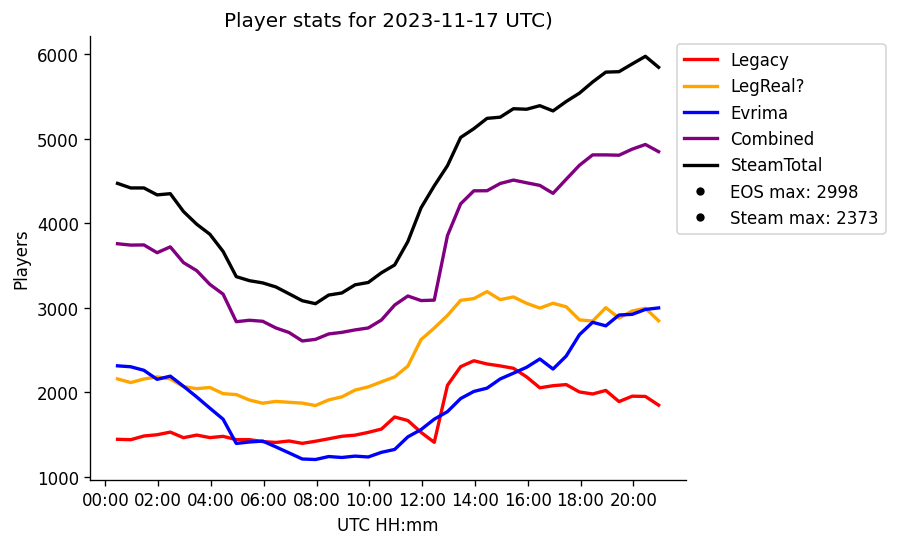 Player stats for 2023-11-17 UTC)
6000
5000
4000
3000
2000
1000
Players
00:00 02:00 04:00 06:00 08:00 10:00 12:00 14:00 16:00 18:00 20:00
UTC HH:mm
Legacy
LegReal?
Evrima
Combined
SteamTotal
EOS max: 2998
Steam max: 2373